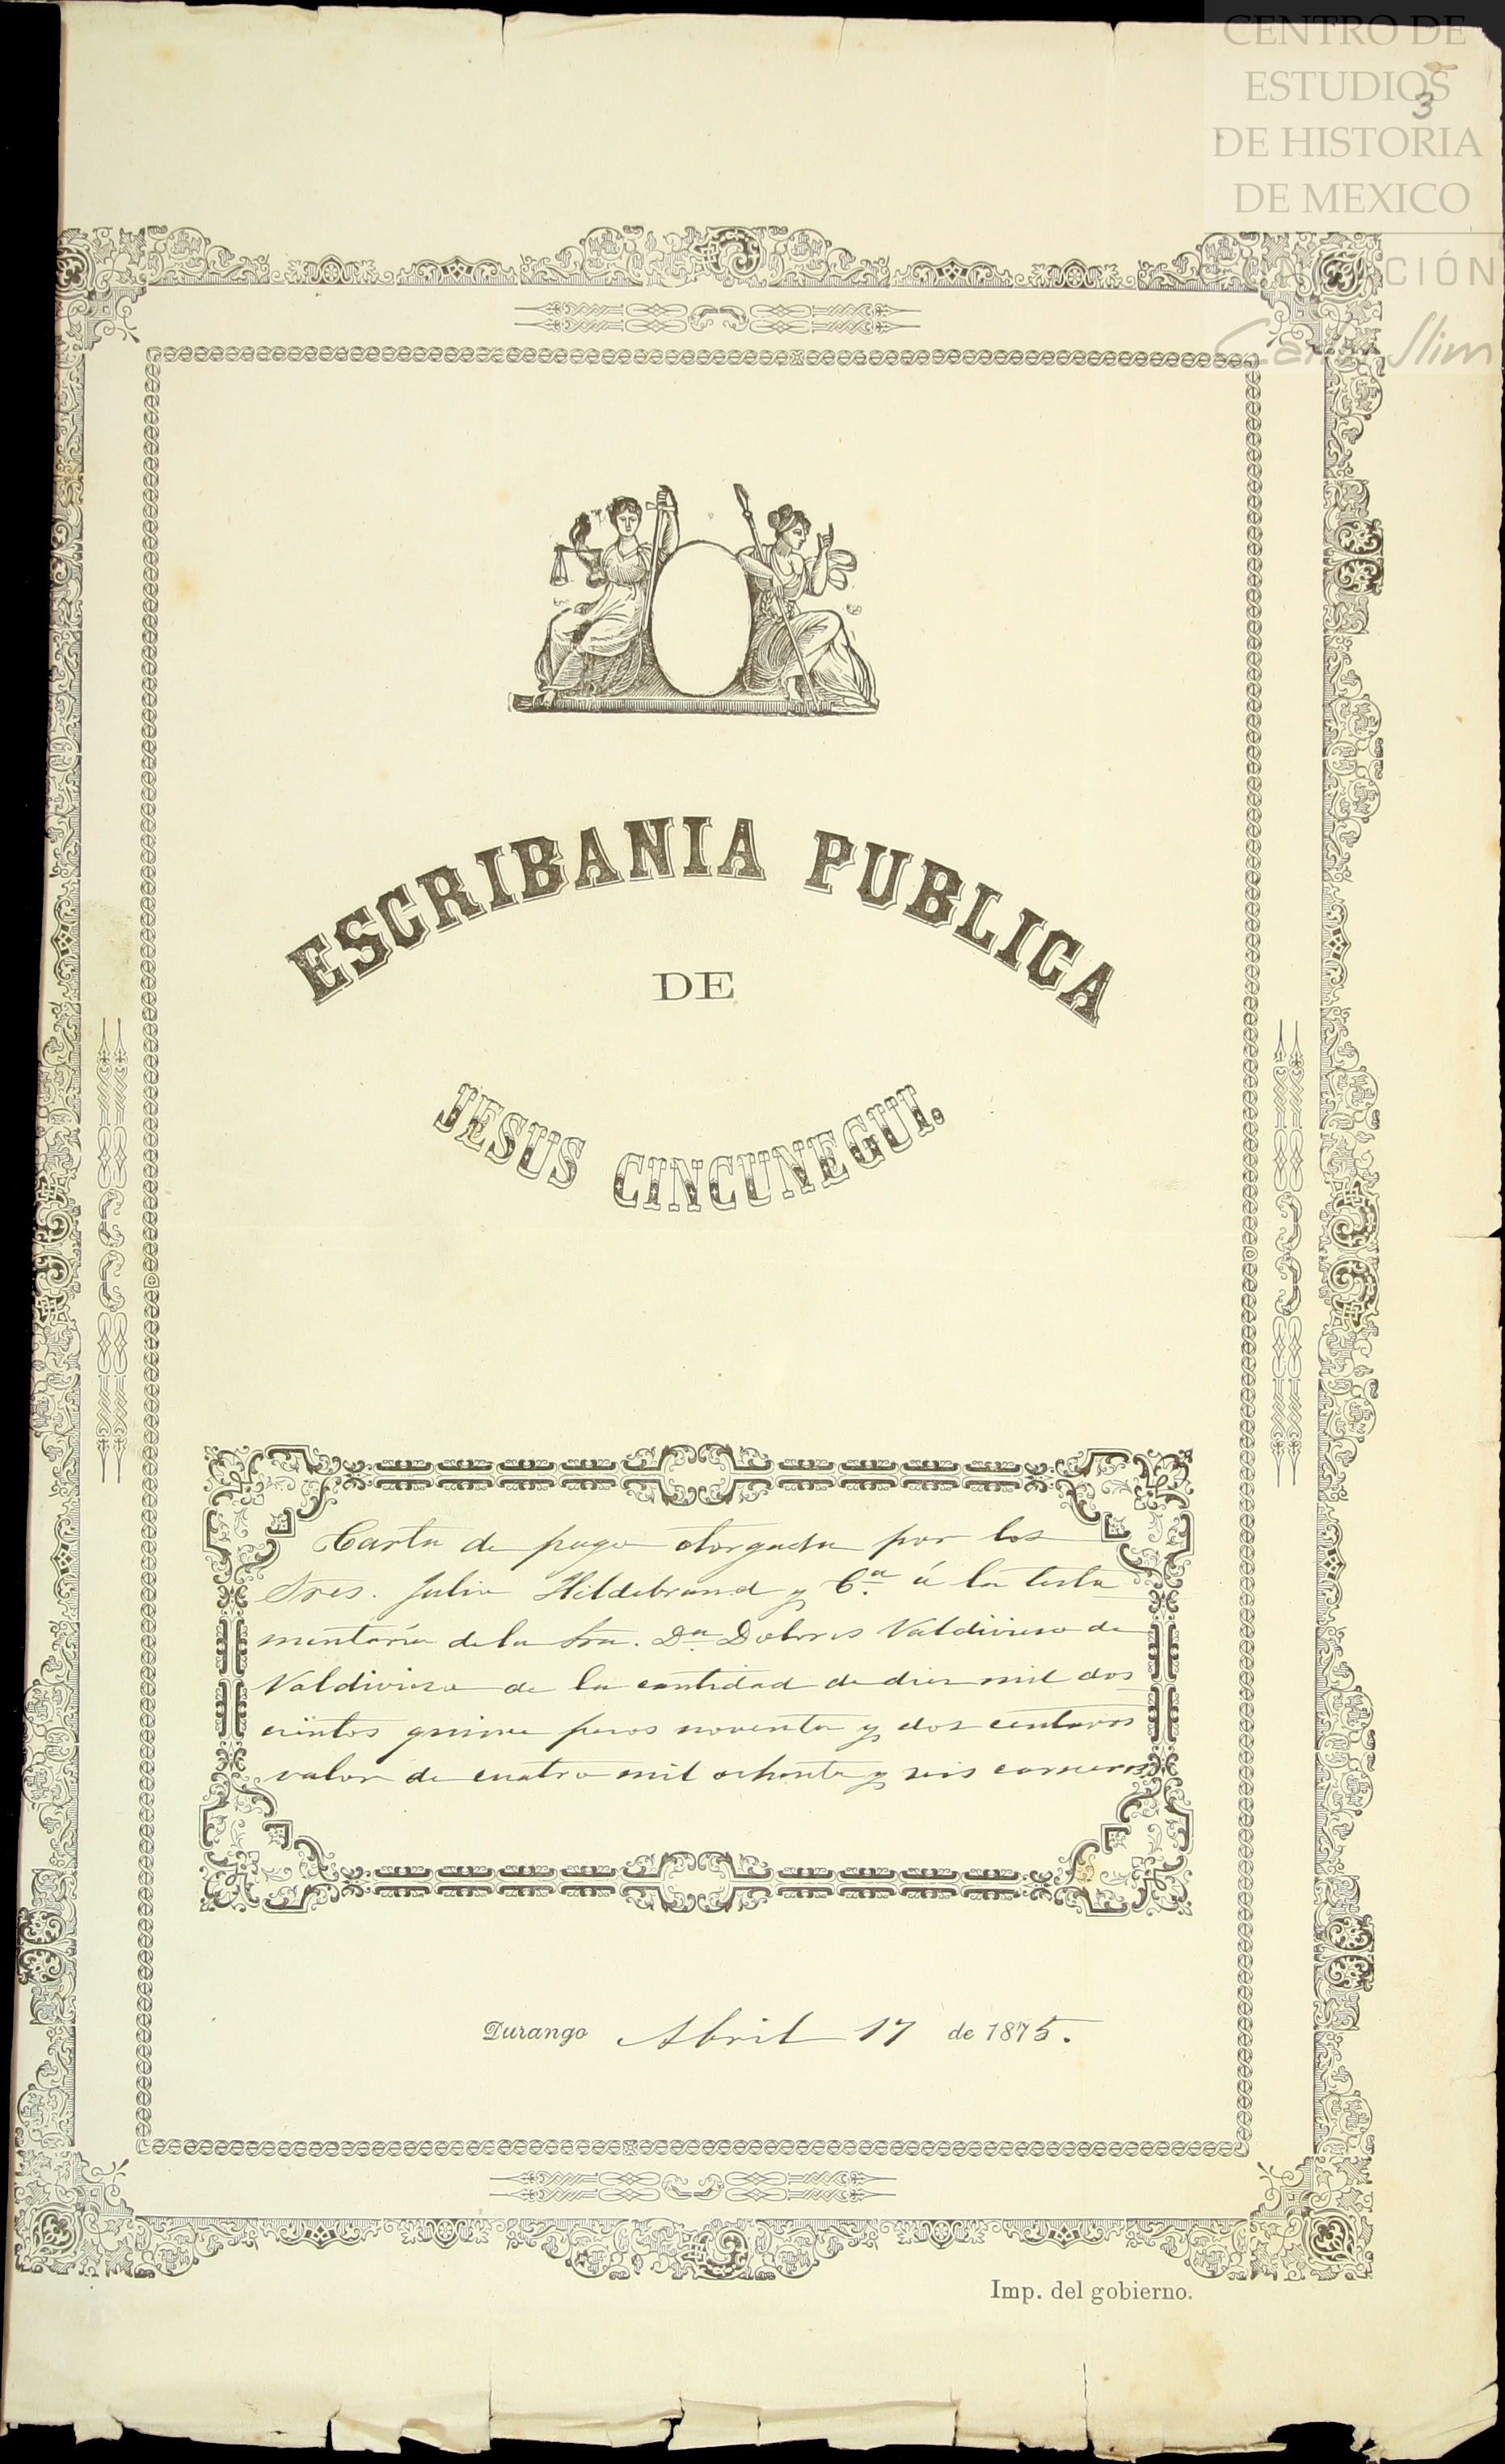 CENTRO DE
ESTUDIOS
DE HISTORIA
DE MEXICO
3
Carlos Slim
ESCRIBANIA PUBLICA
DE
JESUS CINCUNEGUI.
Carta de pago otorgada por los
Sres. Julio Hildebrand y C.ª á la testa
mentaría de la Sra. Dª Dolores Valdivieso de
Valdivieso de la cantidad de diez mil dos
cientos quince pesos noventa y dos centavos
valor de cuatro mil ochenta y seis carneros
Durango Abril 17 de 1875.
Imp. del gobierno.